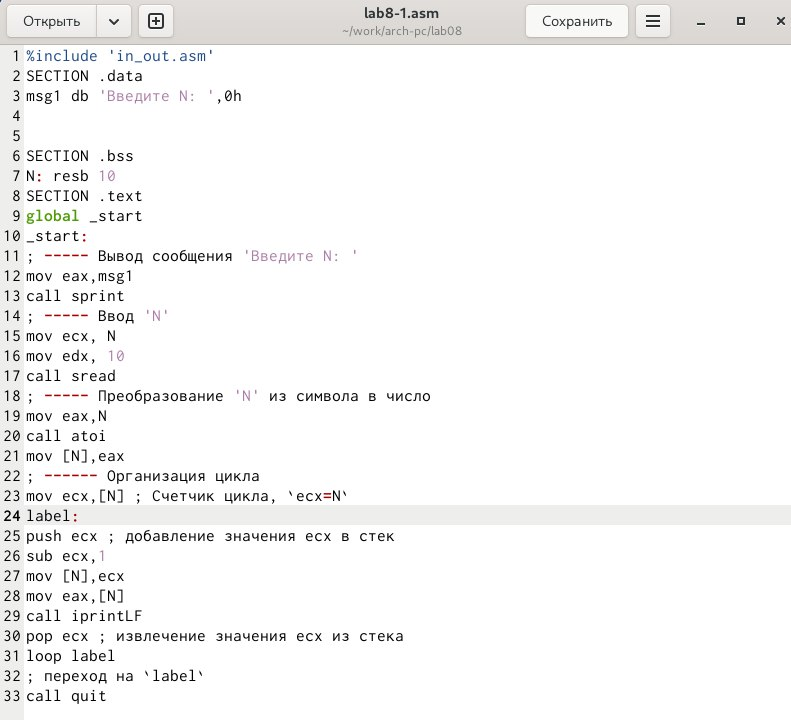 Открыть
lab8-1.asm
~/work/arch-pc/lab08
Сохранить
1 %include 'in_out.asm'
2 SECTION .data
3 msg1 db 'Введите N: ',0h
4
5
6 SECTION .bss
7 N: resb 10
8 SECTION .text
9 global _start
10 _start:
11 ; ----- Вывод сообщения 'Введите N: '
12 mov eax,msg1
13 call sprint
14 ; ----- Ввод 'N'
15 mov ecx, N
16 mov edx, 10
17 call sread
18 ; ----- Преобразование 'N' из символа в число
19 mov eax,N
20 call atoi
21 mov [N],eax
22 ; ------ Организация цикла
23 mov ecx,[N] ; Счетчик цикла, `ecx=N`
24 label:
25 push ecx ; добавление значения ecx в стек
26 sub ecx,1
27 mov [N],ecx
28 mov eax,[N]
29 call iprintLF
30 pop ecx ; извлечение значения ecx из стека
31 loop label
32 ; переход на `label`
33 call quit